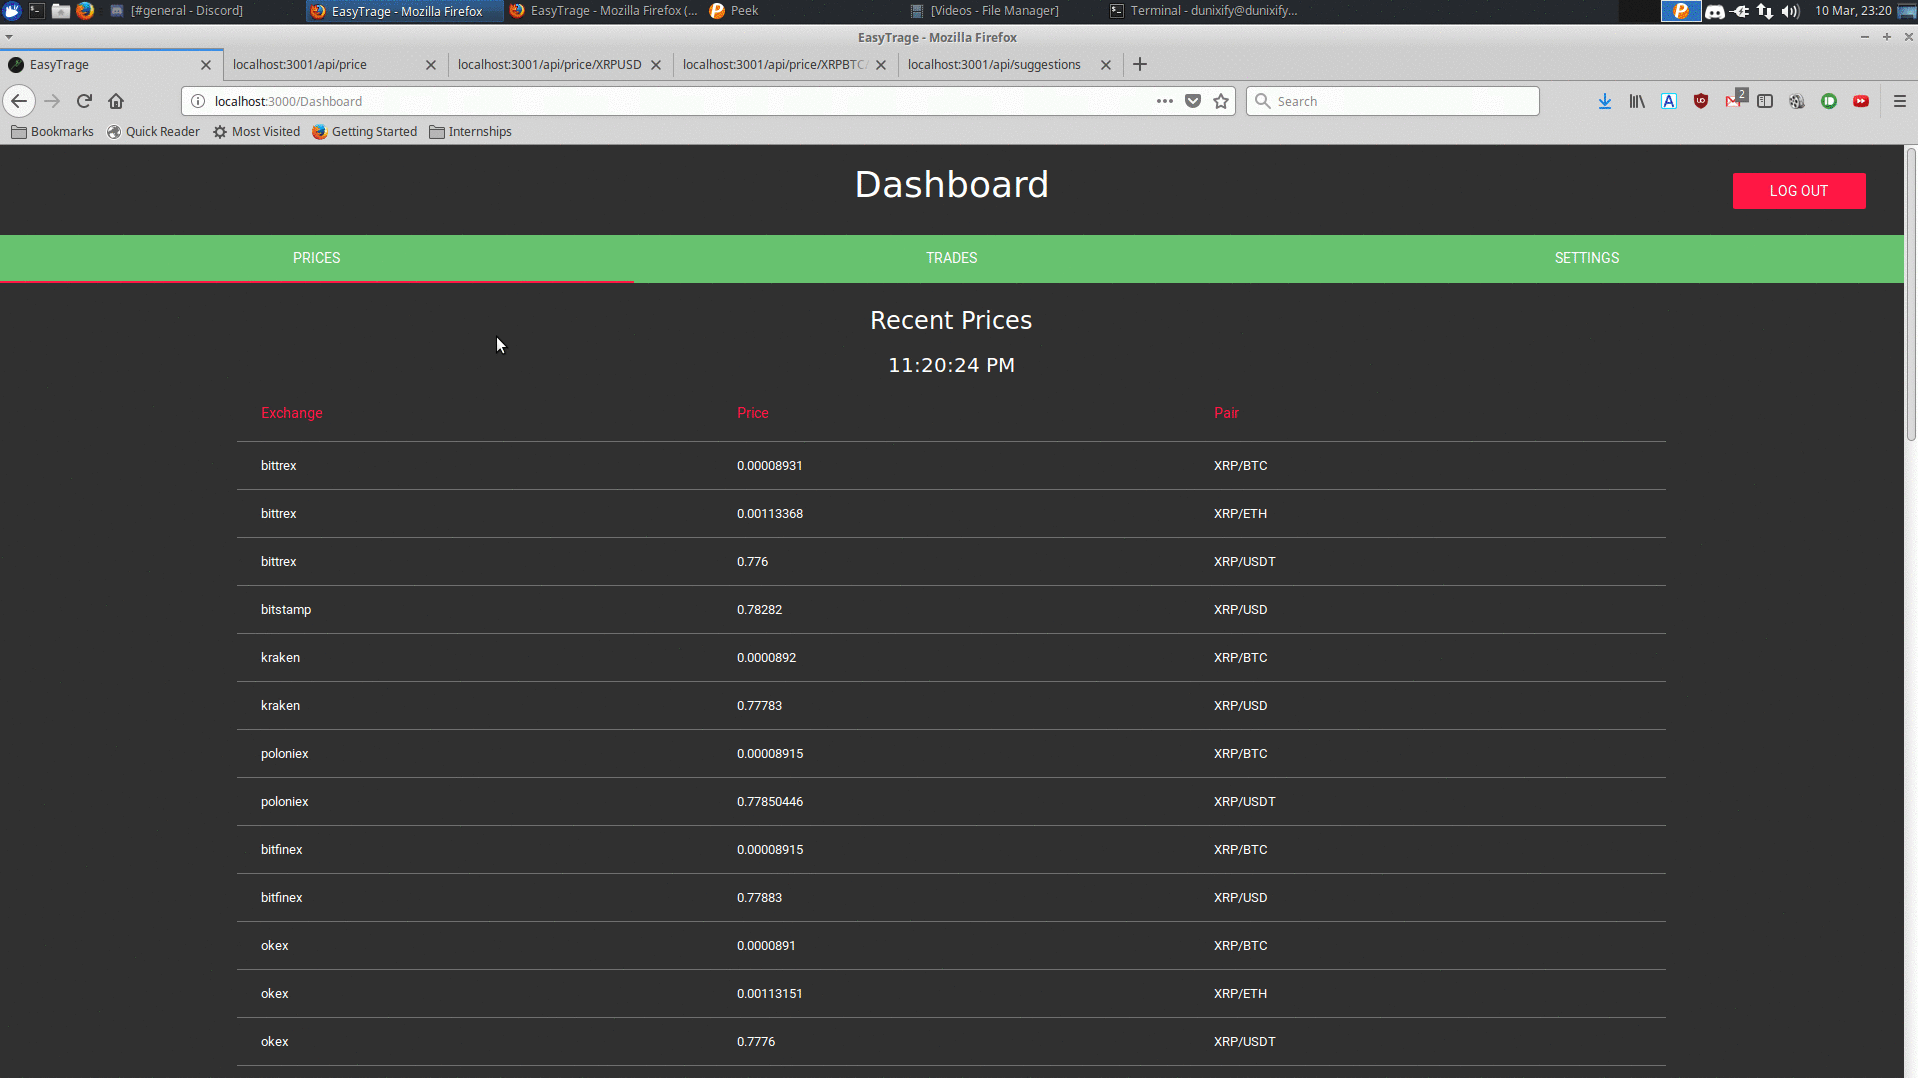 [#general - Discord] EasyTrage - Mozilla Firefox EasyTrage - Mozilla Firefox (... Peek [Videos - File Manager] Terminal - dunixify@dunixify... 10 Mar, 23:20
EasyTrage - Mozilla Firefox
EasyTrage localhost:3001/api/price localhost:3001/api/price/XRPUSD localhost:3001/api/price/XRPBTC/ localhost:3001/api/suggestions
localhost:3000/Dashboard Search 2
Bookmarks Quick Reader Most Visited Getting Started Internships
Dashboard
LOG OUT
PRICES TRADES SETTINGS
Recent Prices
11:20:24 PM
Exchange Price Pair
bittrex 0.00008931 XRP/BTC
bittrex 0.00113368 XRP/ETH
bittrex 0.776 XRP/USDT
bitstamp 0.78282 XRP/USD
kraken 0.0000892 XRP/BTC
kraken 0.77783 XRP/USD
poloniex 0.00008915 XRP/BTC
poloniex 0.77850446 XRP/USDT
bitfinex 0.00008915 XRP/BTC
bitfinex 0.77883 XRP/USD
okex 0.0000891 XRP/BTC
okex 0.00113151 XRP/ETH
okex 0.7776 XRP/USDT